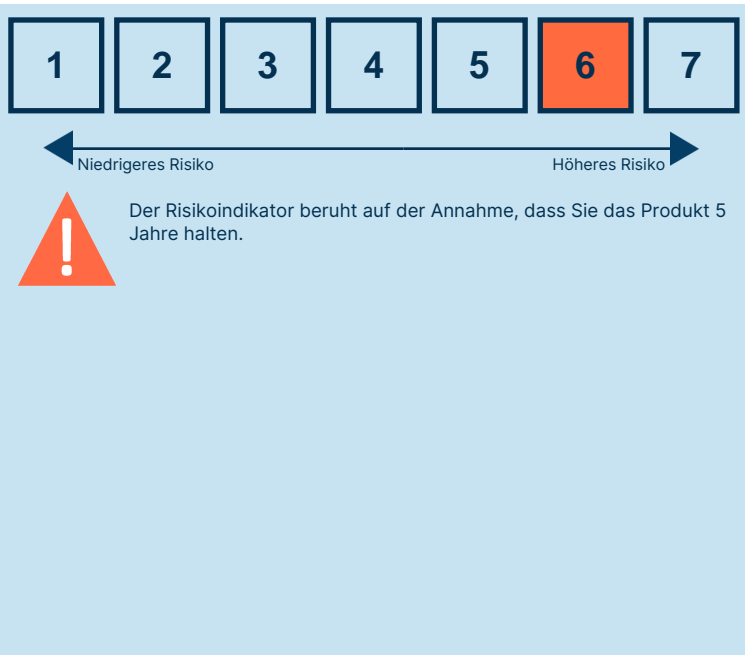 1 2 3 4 5 6 7
Niedrigeres Risiko Höheres Risiko
!
Der Risikoindikator beruht auf der Annahme, dass Sie das Produkt 5
Jahre halten.